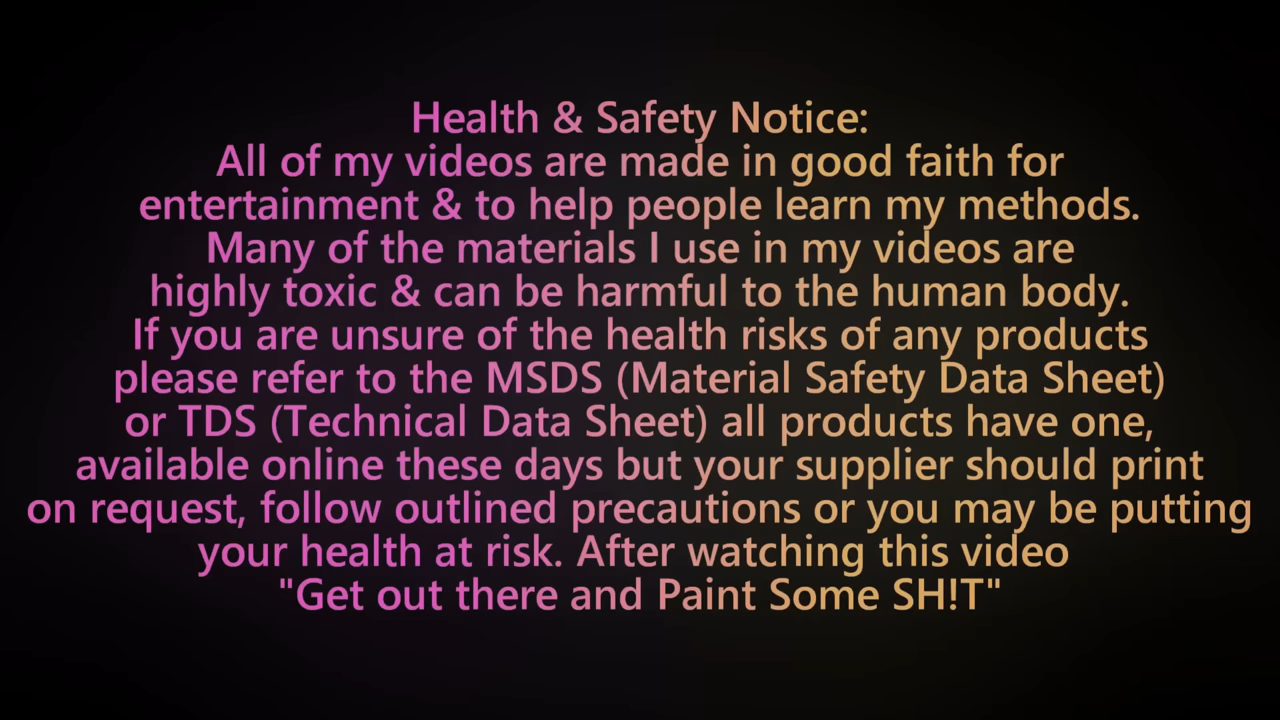 Health & Safety Notice:
All of my videos are made in good faith for
entertainment & to help people learn my methods.
Many of the materials I use in my videos are
highly toxic & can be harmful to the human body.
If you are unsure of the health risks of any products
please refer to the MSDS (Material Safety Data Sheet)
or TDS (Technical Data Sheet) all products have one,
available online these days but your supplier should print
on request, follow outlined precautions or you may be putting
your health at risk. After watching this video
"Get out there and Paint Some SH!T"